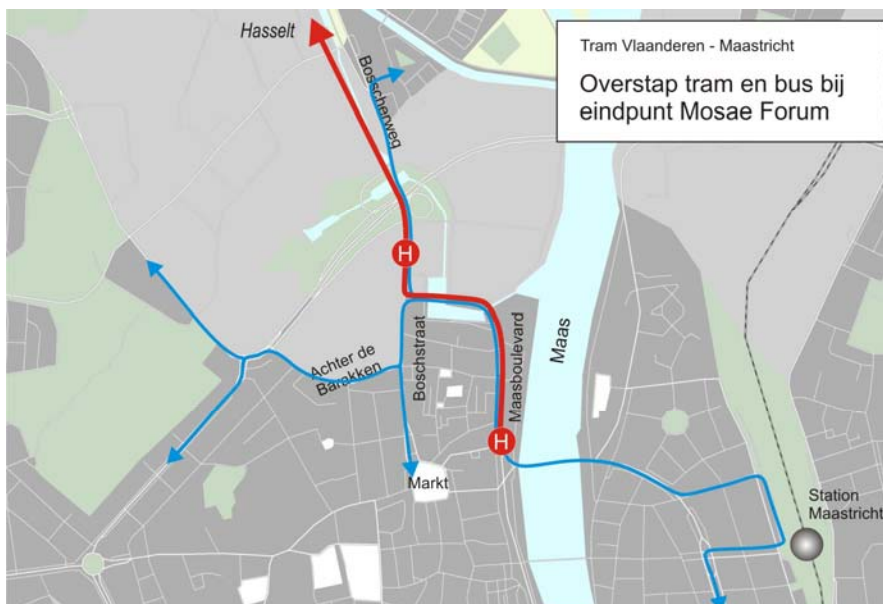 Tram Vlaanderen - Maastricht
Overstap tram en bus bij
eindpunt Mosae Forum
Hasselt
Bosscherweg
H
Maas
Maasboulevard
Boschstraat
Achter de
Barakken
H
Markt
Station
Maastricht